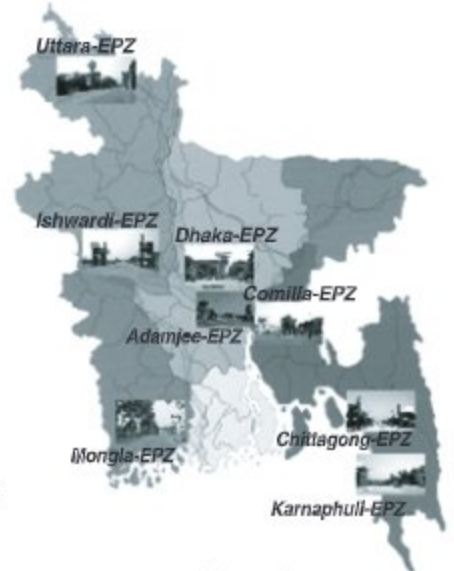 Uttara-EPZ
Ishwardi-EPZ
Dhaka-EPZ
Comilla-EPZ
Adamjee-EPZ
Chittagong-EPZ
Mongla-EPZ
Karnaphuli-EPZ